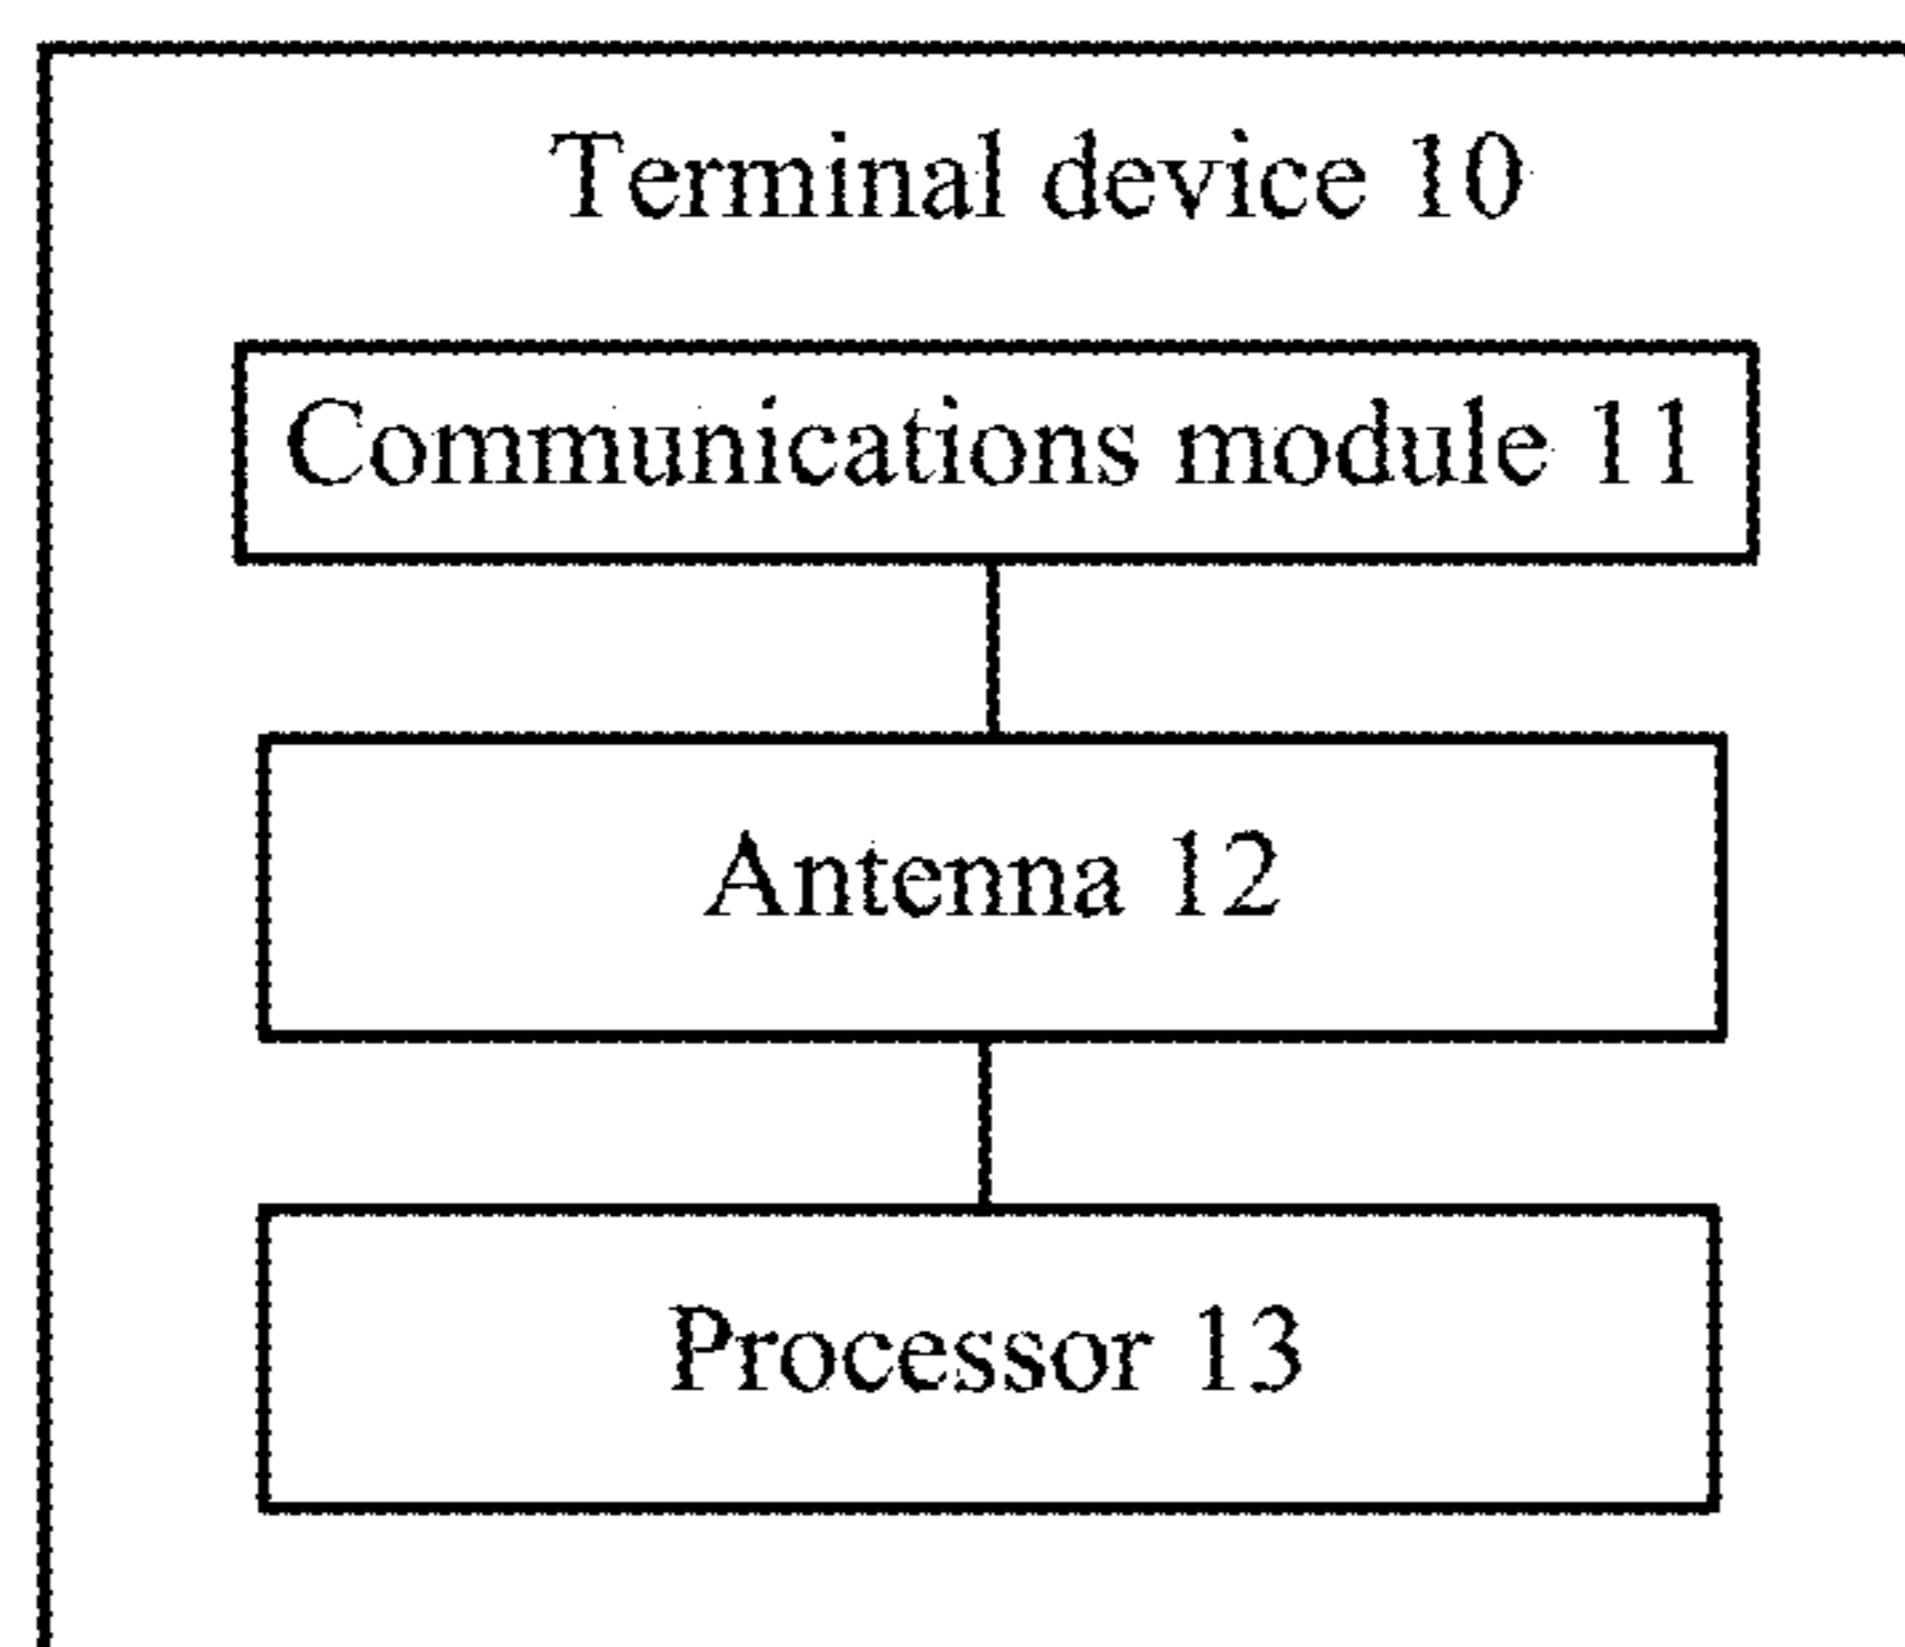 Terminal device 10
Communications module 11
Antenna 12
Processor 13